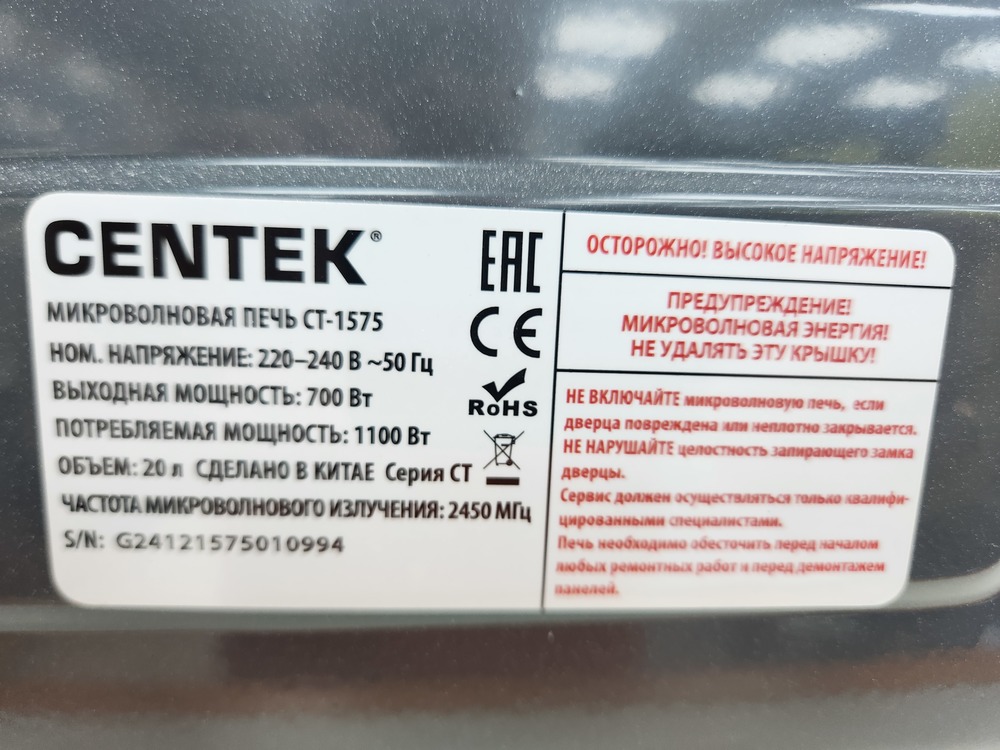 CENTEK®
МИКРОВОЛНОВАЯ ПЕЧЬ CT-1575
НОМ. НАПРЯЖЕНИЕ: 220–240 В ~50 Гц
ВЫХОДНАЯ МОЩНОСТЬ: 700 Вт
ПОТРЕБЛЯЕМАЯ МОЩНОСТЬ: 1100 Вт
ОБЪЕМ: 20 л СДЕЛАНО В КИТАЕ Серия СТ
ЧАСТОТА МИКРОВОЛНОВОГО ИЗЛУЧЕНИЯ: 2450 МГц
S/N: G24121575010994
EAC
CE
RoHS
ОСТОРОЖНО! ВЫСОКОЕ НАПРЯЖЕНИЕ!
ПРЕДУПРЕЖДЕНИЕ!
МИКРОВОЛНОВАЯ ЭНЕРГИЯ!
НЕ УДАЛЯТЬ ЭТУ КРЫШКУ!
НЕ ВКЛЮЧАЙТЕ микроволновую печь, если
дверца повреждена или неплотно закрывается.
НЕ НАРУШАЙТЕ целостность запирающего замка
дверцы.
Сервис должен осуществляться только квалифи-
цированными специалистами.
Печь необходимо обесточить перед началом
любых ремонтных работ и перед демонтажем
панелей.